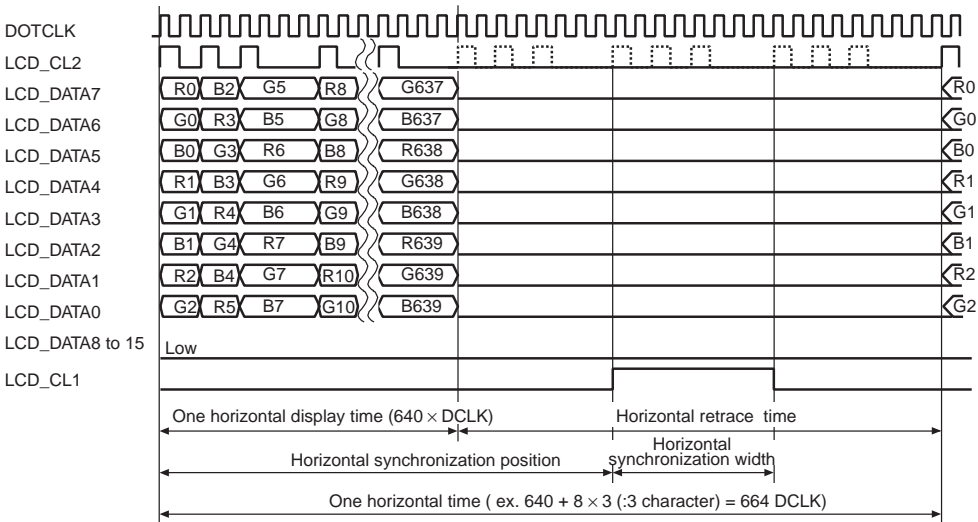 DOTCLK
LCD_CL2
LCD_DATA7 R0 B2 G5 R8 G637 R0
LCD_DATA6 G0 R3 B5 G8 B637 G0
LCD_DATA5 B0 G3 R6 B8 R638 B0
LCD_DATA4 R1 B3 G6 R9 G638 R1
LCD_DATA3 G1 R4 B6 G9 B638 G1
LCD_DATA2 B1 G4 R7 B9 R639 B1
LCD_DATA1 R2 B4 G7 R10 G639 R2
LCD_DATA0 G2 R5 B7 G10 B639 G2
LCD_DATA8 to 15 Low
LCD_CL1
One horizontal display time (640 × DCLK) Horizontal retrace time
Horizontal synchronization position Horizontal
synchronization width
One horizontal time ( ex. 640 + 8 × 3 (:3 character) = 664 DCLK)